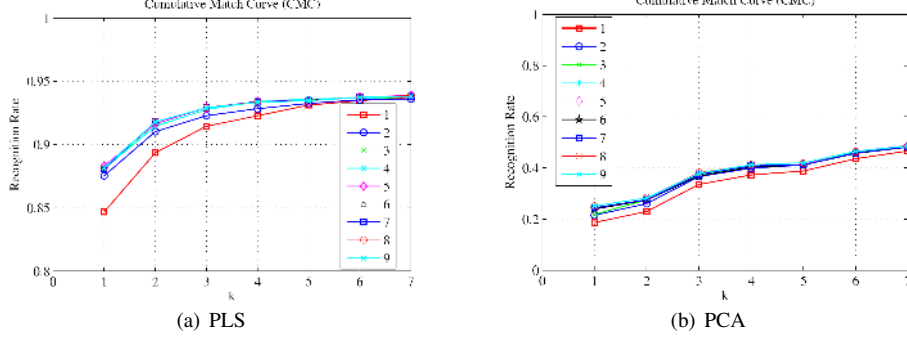 Cumulative Match Curve (CMC)
Recognition Rate
1
0.95
0.9
0.85
0.8
0 1 2 3 4 5 6 7
k
1
2
3
4
5
6
7
8
9
(a) PLS
Cumulative Match Curve (CMC)
Recognition Rate
1
0.8
0.6
0.4
0.2
0
0 1 2 3 4 5 6 7
k
1
2
3
4
5
6
7
8
9
(b) PCA